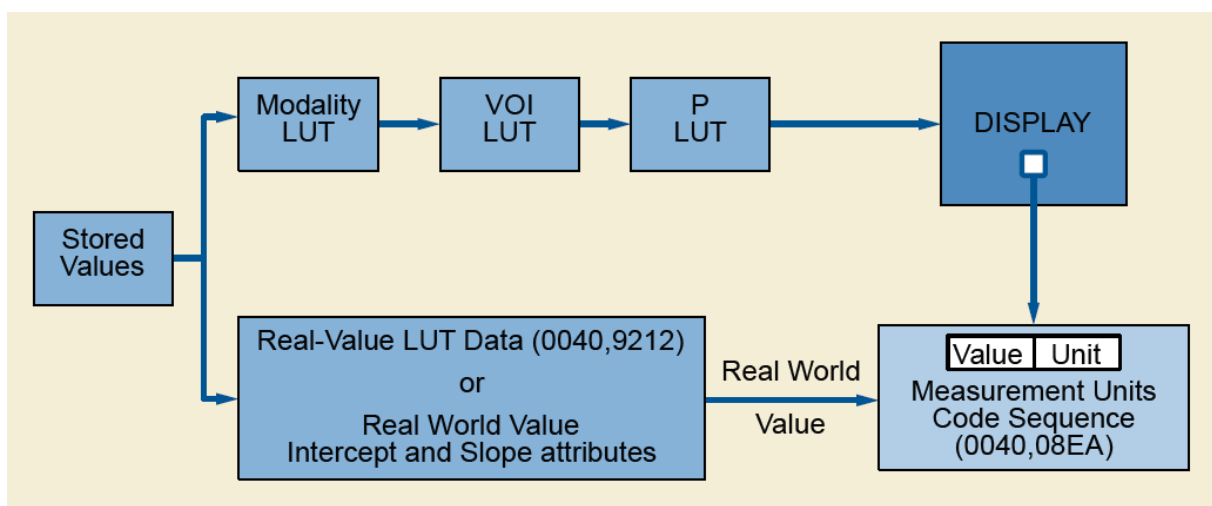 Modality
LUT
VOI
LUT
P
LUT
DISPLAY
Stored
Values
Real-Value LUT Data (0040,9212)
or
Real World Value
Intercept and Slope attributes
Real World
Value
Value Unit
Measurement Units
Code Sequence
(0040,08EA)